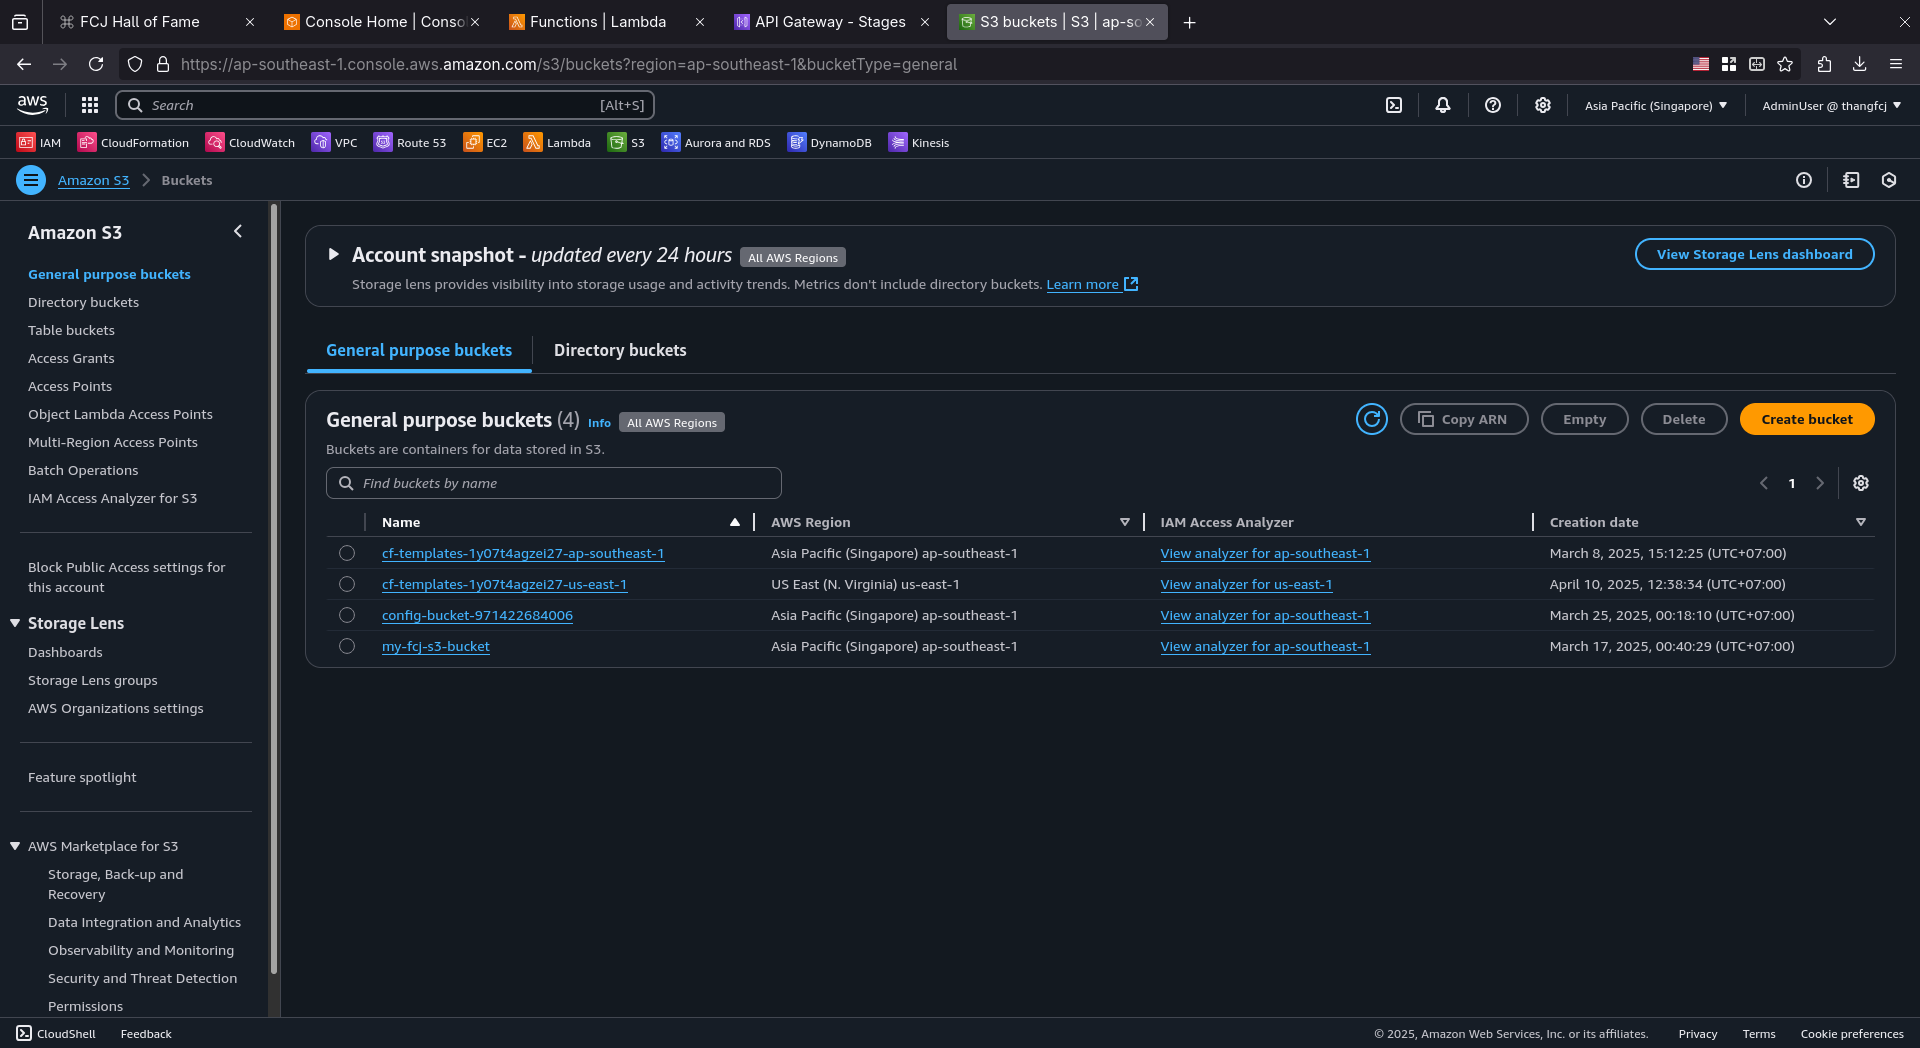 FCJ Hall of Fame
Console Home | Conso
Functions | Lambda
API Gateway - Stages
S3 buckets | S3 | ap-so
https://ap-southeast-1.console.aws.amazon.com/s3/buckets?region=ap-southeast-1&bucketType=general
aws
Search
[Alt+S]
Asia Pacific (Singapore)
AdminUser @ thangfcj
IAM
CloudFormation
CloudWatch
VPC
Route 53
EC2
Lambda
S3
Aurora and RDS
DynamoDB
Kinesis
Amazon S3
Buckets
Amazon S3
General purpose buckets
Directory buckets
Table buckets
Access Grants
Access Points
Object Lambda Access Points
Multi-Region Access Points
Batch Operations
IAM Access Analyzer for S3
Block Public Access settings for
this account
Storage Lens
Dashboards
Storage Lens groups
AWS Organizations settings
Feature spotlight
AWS Marketplace for S3
Storage, Back-up and
Recovery
Data Integration and Analytics
Observability and Monitoring
Security and Threat Detection
Permissions
Account snapshot - updated every 24 hours
All AWS Regions
View Storage Lens dashboard
Storage lens provides visibility into storage usage and activity trends. Metrics don't include directory buckets. Learn more
General purpose buckets
Directory buckets
General purpose buckets (4)
Info
All AWS Regions
Copy ARN
Empty
Delete
Create bucket
Buckets are containers for data stored in S3.
Find buckets by name
1
Name
AWS Region
IAM Access Analyzer
Creation date
cf-templates-1y07t4agzei27-ap-southeast-1
Asia Pacific (Singapore) ap-southeast-1
View analyzer for ap-southeast-1
March 8, 2025, 15:12:25 (UTC+07:00)
cf-templates-1y07t4agzei27-us-east-1
US East (N. Virginia) us-east-1
View analyzer for us-east-1
April 10, 2025, 12:38:34 (UTC+07:00)
config-bucket-971422684006
Asia Pacific (Singapore) ap-southeast-1
View analyzer for ap-southeast-1
March 25, 2025, 00:18:10 (UTC+07:00)
my-fcj-s3-bucket
Asia Pacific (Singapore) ap-southeast-1
View analyzer for ap-southeast-1
March 17, 2025, 00:40:29 (UTC+07:00)
CloudShell
Feedback
© 2025, Amazon Web Services, Inc. or its affiliates.
Privacy
Terms
Cookie preferences